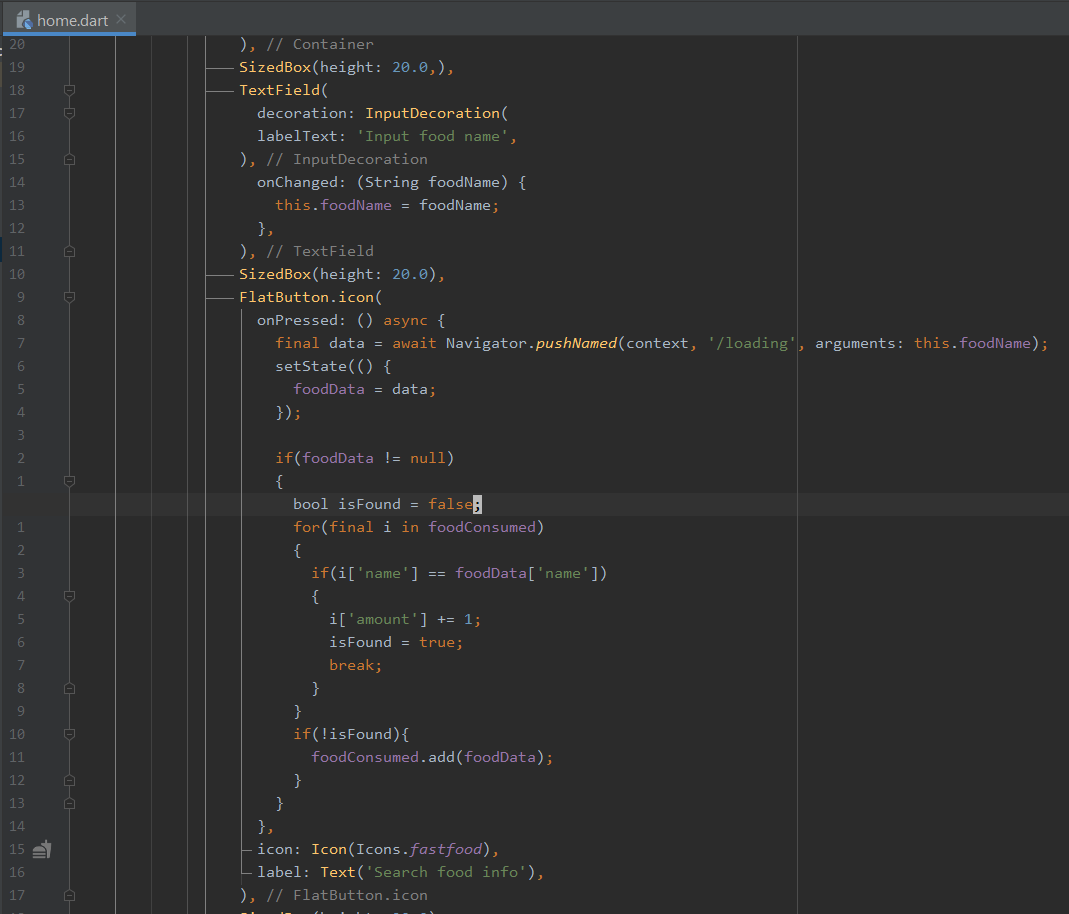 home.dart
20 ), // Container
19 SizedBox(height: 20.0,),
18 TextField(
17 decoration: InputDecoration(
16 labelText: 'Input food name',
15 ), // InputDecoration
14 onChanged: (String foodName) {
13 this.foodName = foodName;
12 },
11 ), // TextField
10 SizedBox(height: 20.0),
9 FlatButton.icon(
8 onPressed: () async {
7 final data = await Navigator.pushNamed(context, '/loading', arguments: this.foodName);
6 setState(() {
5 foodData = data;
4 });
3
2 if(foodData != null)
1 {
bool isFound = false;
1 for(final i in foodConsumed)
2 {
3 if(i['name'] == foodData['name'])
4 {
5 i['amount'] += 1;
6 isFound = true;
7 break;
8 }
9 }
10 if(!isFound){
11 foodConsumed.add(foodData);
12 }
13 }
14 },
15 icon: Icon(Icons.fastfood),
16 label: Text('Search food info'),
17 ), // FlatButton.icon